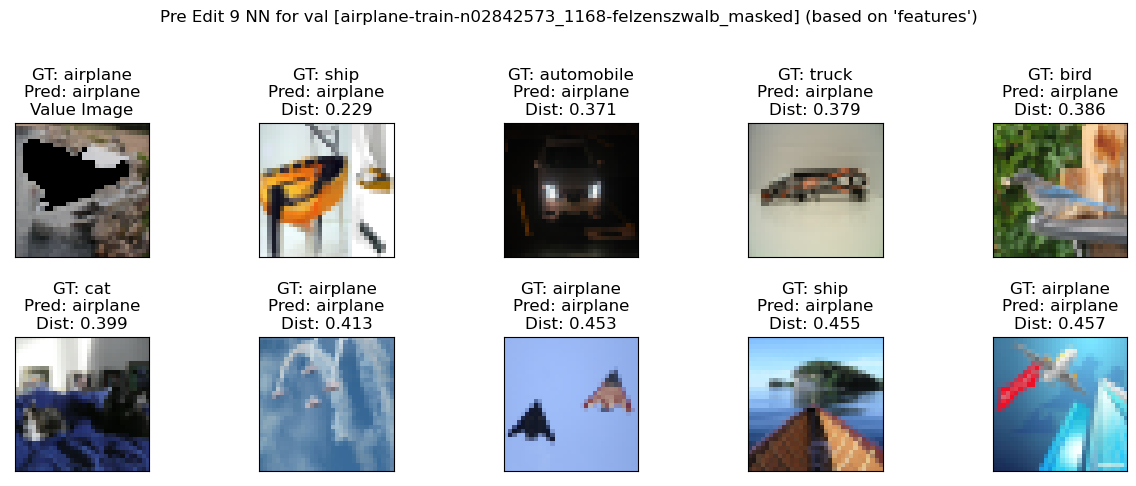 Pre Edit 9 NN for val [airplane-train-n02842573_1168-felzenszwalb_masked] (based on 'features')
GT: airplane
Pred: airplane
Value Image
GT: ship
Pred: airplane
Dist: 0.229
GT: automobile
Pred: airplane
Dist: 0.371
GT: truck
Pred: airplane
Dist: 0.379
GT: bird
Pred: airplane
Dist: 0.386
GT: cat
Pred: airplane
Dist: 0.399
GT: airplane
Pred: airplane
Dist: 0.413
GT: airplane
Pred: airplane
Dist: 0.453
GT: ship
Pred: airplane
Dist: 0.455
GT: airplane
Pred: airplane
Dist: 0.457